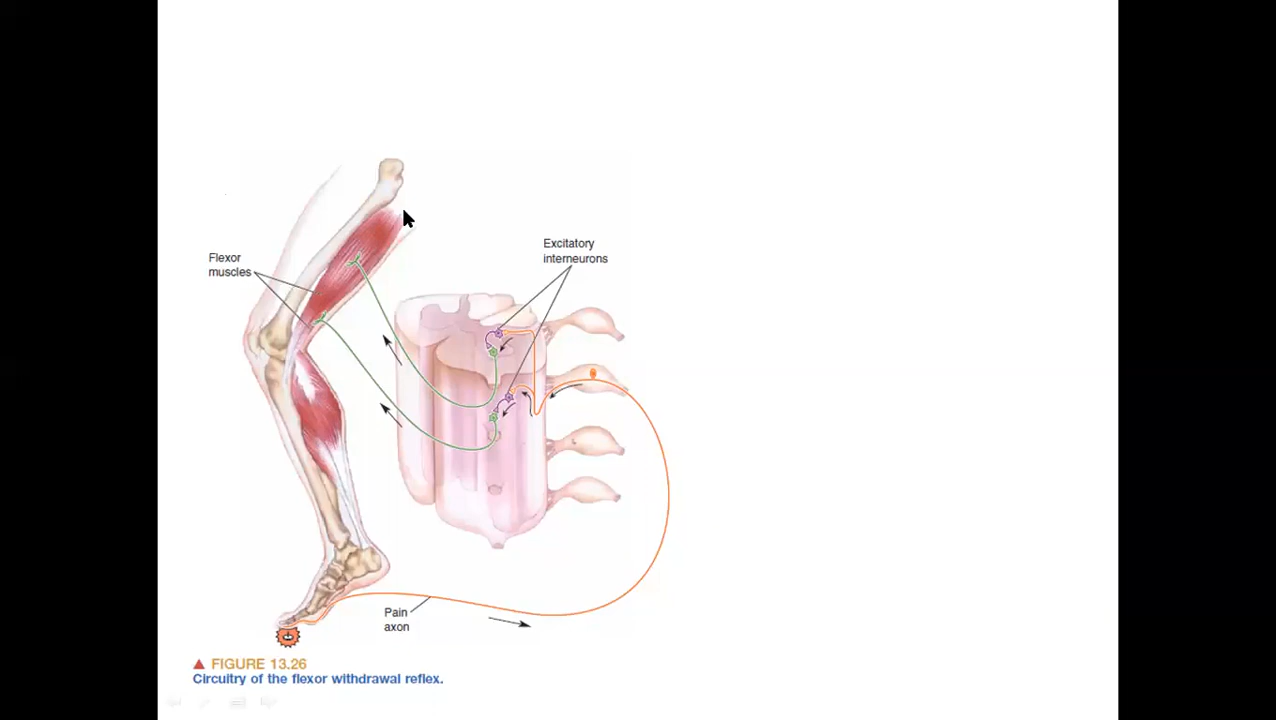 Flexor
muscles
Excitatory
interneurons
Pain
axon
▲ FIGURE 13.26
Circuitry of the flexor withdrawal reflex.